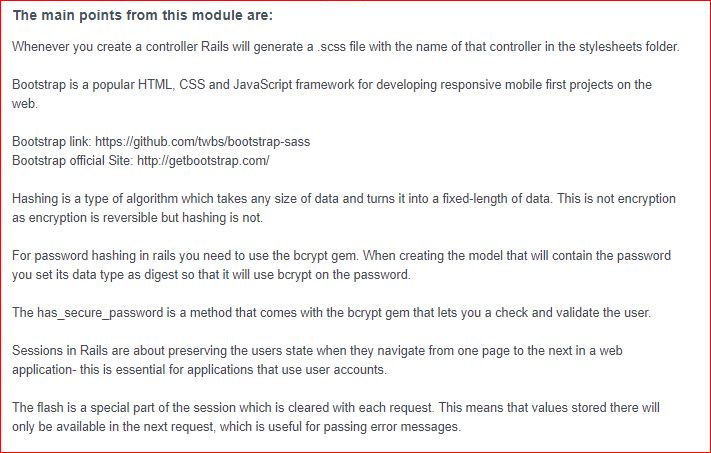 The main points from this module are:
Whenever you create a controller Rails will generate a .scss file with the name of that controller in the stylesheets folder.
Bootstrap is a popular HTML, CSS and JavaScript framework for developing responsive mobile first projects on the
web.
Bootstrap link: https://github.com/twbs/bootstrap-sass
Bootstrap official Site: http://getbootstrap.com/
Hashing is a type of algorithm which takes any size of data and turns it into a fixed-length of data. This is not encryption
as encryption is reversible but hashing is not.
For password hashing in rails you need to use the bcrypt gem. When creating the model that will contain the password
you set its data type as digest so that it will use bcrypt on the password.
The has_secure_password is a method that comes with the bcrypt gem that lets you a check and validate the user.
Sessions in Rails are about preserving the users state when they navigate from one page to the next in a web
application- this is essential for applications that use user accounts.
The flash is a special part of the session which is cleared with each request. This means that values stored there will
only be available in the next request, which is useful for passing error messages.